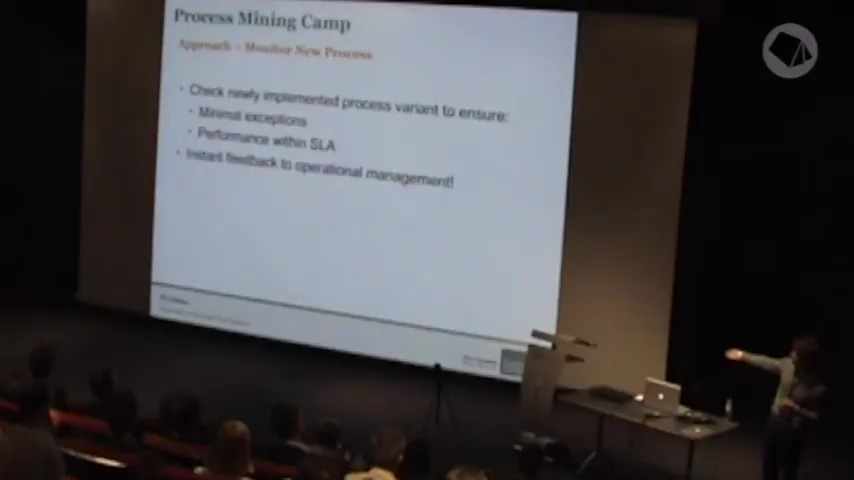 Process Mining Camp
Approach – Monitor New Process
Check newly implemented process variant to ensure:
Minimal exceptions
Performance within SLA
Instant feedback to operational management!